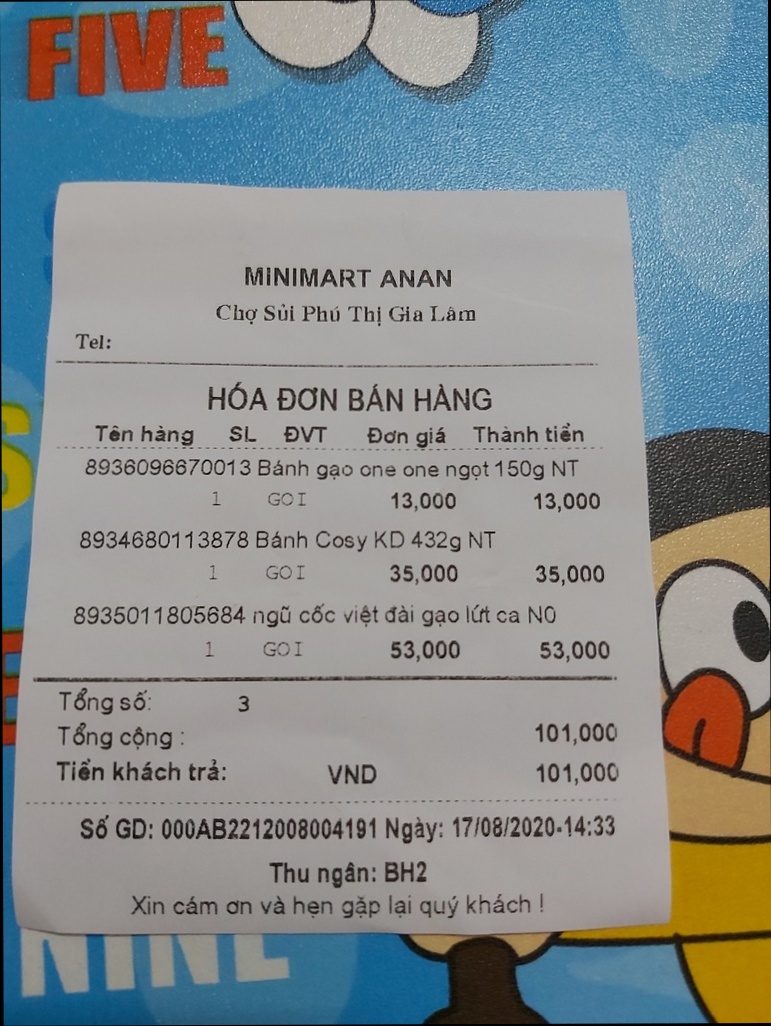 FIVE
MINIMART ANAN
Chợ Sủi Phú Thị Gia Lâm
Tel:
HÓA ĐƠN BÁN HÀNG
Tên hàng SL ĐVT Đơn giá Thành tiền
8936096670013 Bánh gạo one one ngọt 150g NT
1 GOI 13,000 13,000
8934680113878 Bánh Cosy KD 432g NT
1 GOI 35,000 35,000
8935011805684 ngũ cốc việt đài gạo lứt ca N0
1 GOI 53,000 53,000
Tổng số: 3
Tổng cộng : 101,000
Tiền khách trả: VND 101,000
Số GD: 000AB2212008004191 Ngày: 17/08/2020-14:33
Thu ngân: BH2
Xin cám ơn và hẹn gặp lại quý khách !
NINE